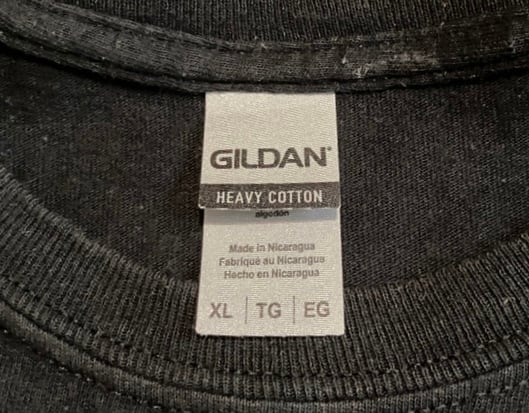 GILDAN®
HEAVY COTTON
algodón
Made in Nicaragua
Fabriqué au Nicaragua
Hecho en Nicaragua
XL | TG | EG